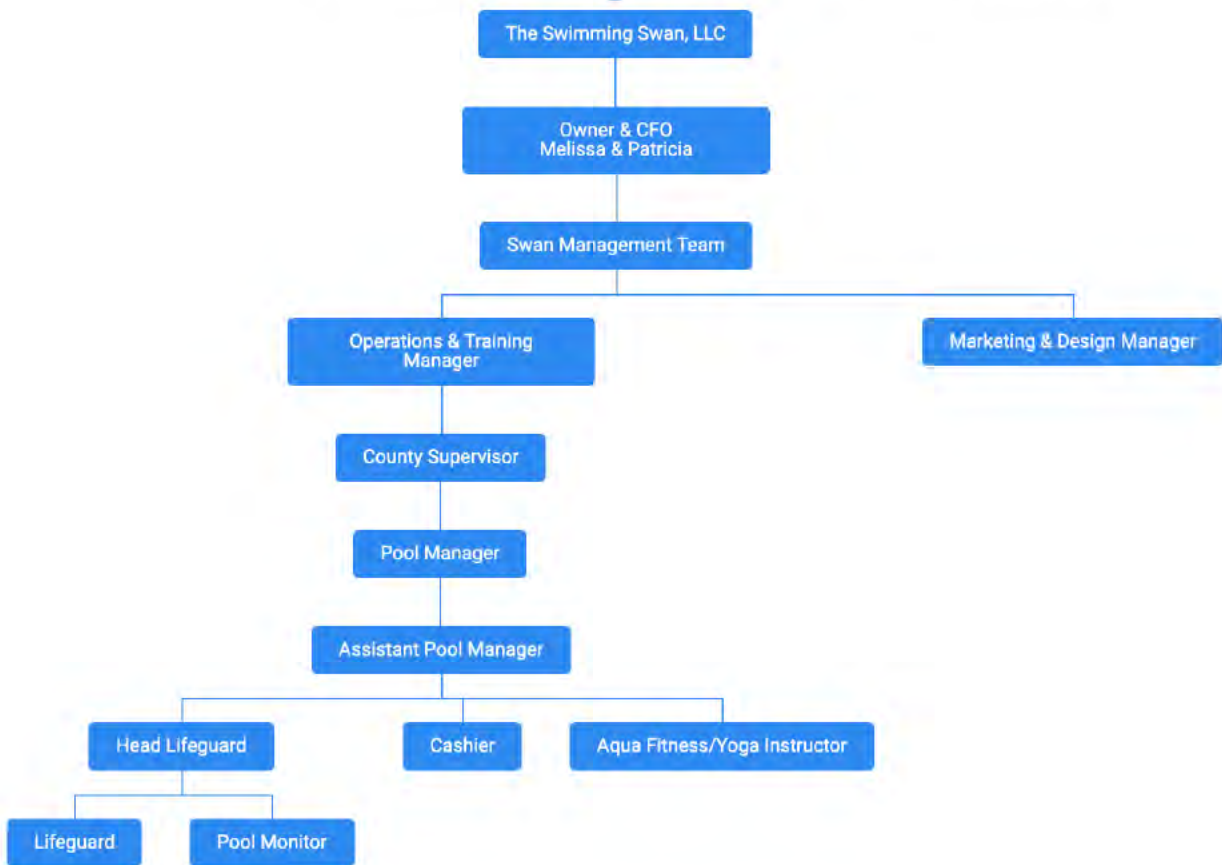 The Swimming Swan, LLC
Owner & CFO
Melissa & Patricia
Swan Management Team
Operations & Training
Manager
Marketing & Design Manager
County Supervisor
Pool Manager
Assistant Pool Manager
Head Lifeguard
Cashier
Aqua Fitness/Yoga Instructor
Lifeguard
Pool Monitor